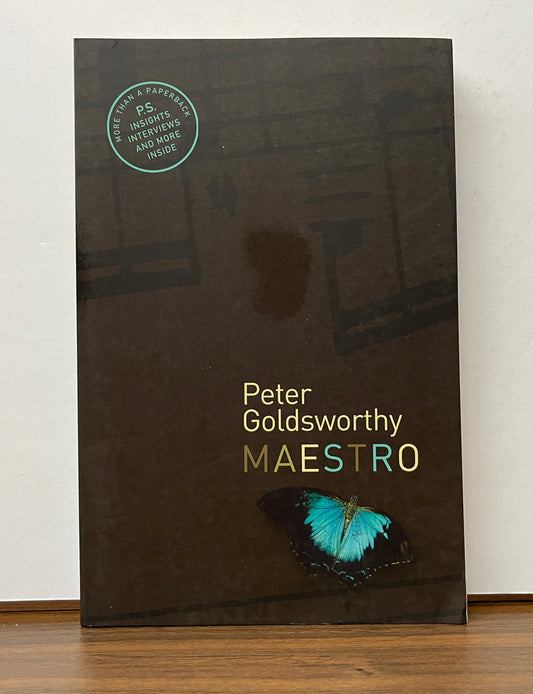 MORE THAN A PAPERBACK
P.S.
INSIGHTS
INTERVIEWS
AND MORE
INSIDE
Peter
Goldsworthy
MAESTRO